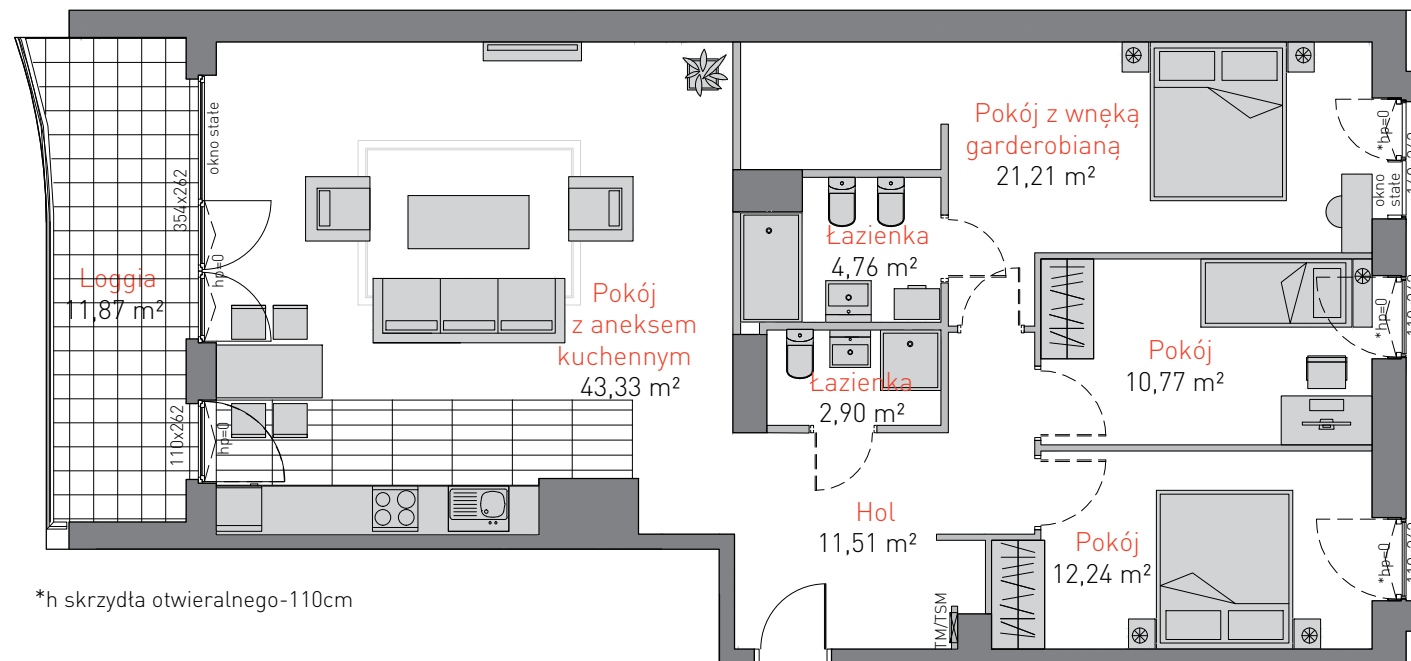 okno stałe
354x262
hp=0
Loggia
11,87 m²
110x262
hp=0
Pokój
z aneksem
kuchennym
43,33 m²
Pokój z wnęką
garderobianą
21,21 m²
*hp=0
okno
stałe
Łazienka
4,76 m²
Łazienka
2,90 m²
Pokój
10,77 m²
*hp=0
Hol
11,51 m²
Pokój
12,24 m²
*hp=0
TM/TSM
*h skrzydła otwieralnego-110cm